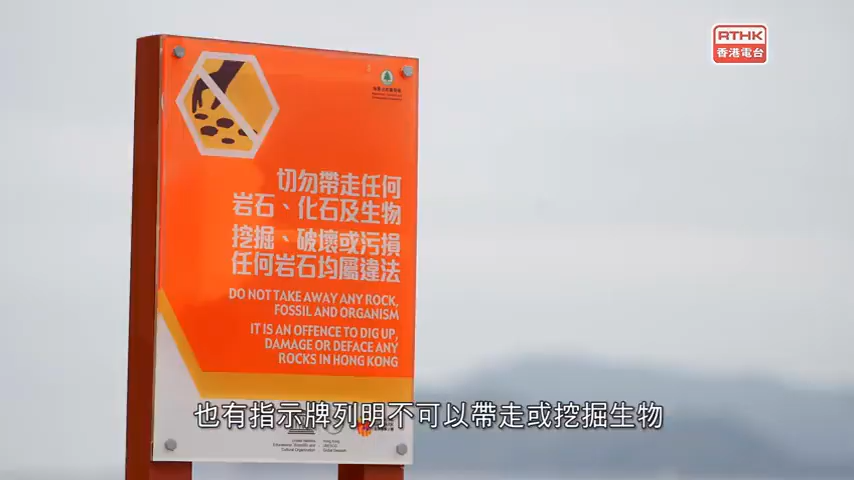 RTHK
香港電台
切勿帶走任何
岩石、化石及生物
挖掘、破壞或污損
任何岩石均屬違法
DO NOT TAKE AWAY ANY ROCK,
FOSSIL AND ORGANISM
IT IS AN OFFENCE TO DIG UP,
DAMAGE OR DEFACE ANY
ROCKS IN HONG KONG
也有指示牌列明不可以帶走或挖掘生物